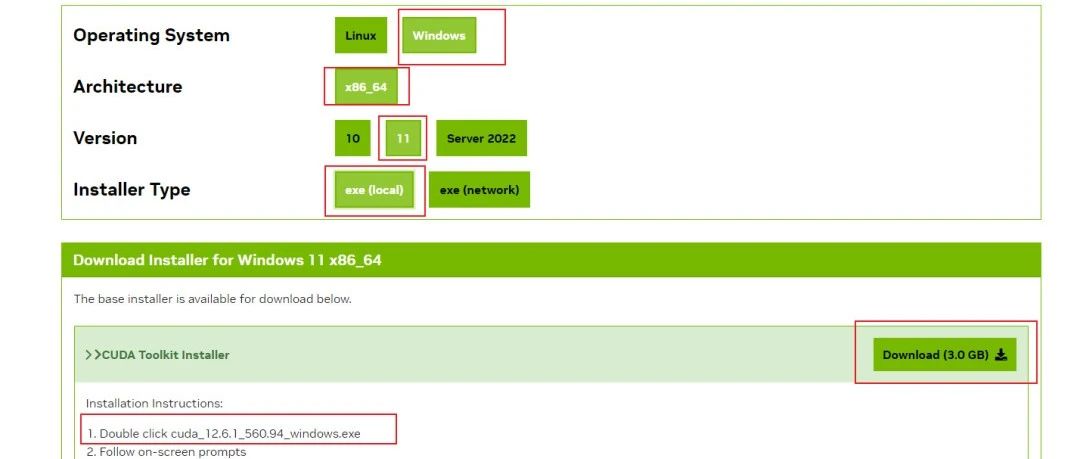 Operating System Linux Windows
Architecture x86_64
Version 10 11 Server 2022
Installer Type exe (local) exe (network)
Download Installer for Windows 11 x86_64
The base installer is available for download below.
>>CUDA Toolkit Installer Download (3.0 GB)
Installation Instructions:
1. Double click cuda_12.6.1_560.94_windows.exe
2. Follow on-screen prompts